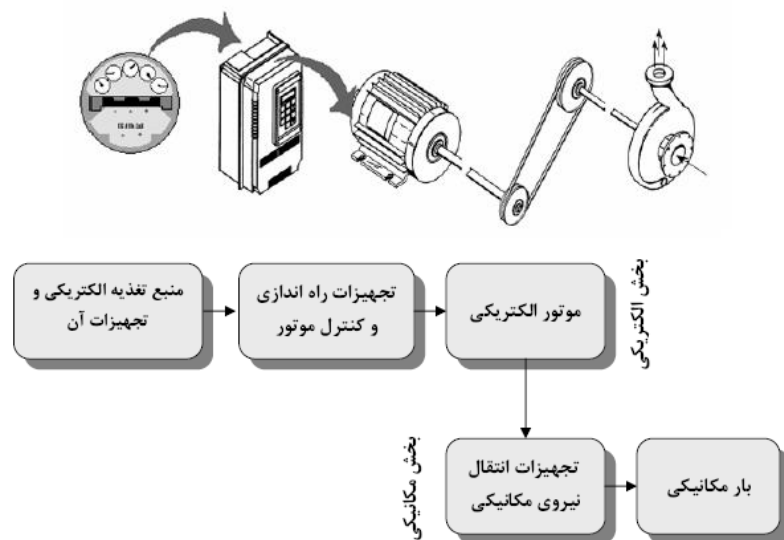 منبع تغذیه الکتریکی و
تجهیزات آن
تجهیزات راه اندازی
و کنترل موتور
موتور الکتریکی
بخش الکتریکی
بخش مکانیکی
تجهیزات انتقال
نیروی مکانیکی
بار مکانیکی